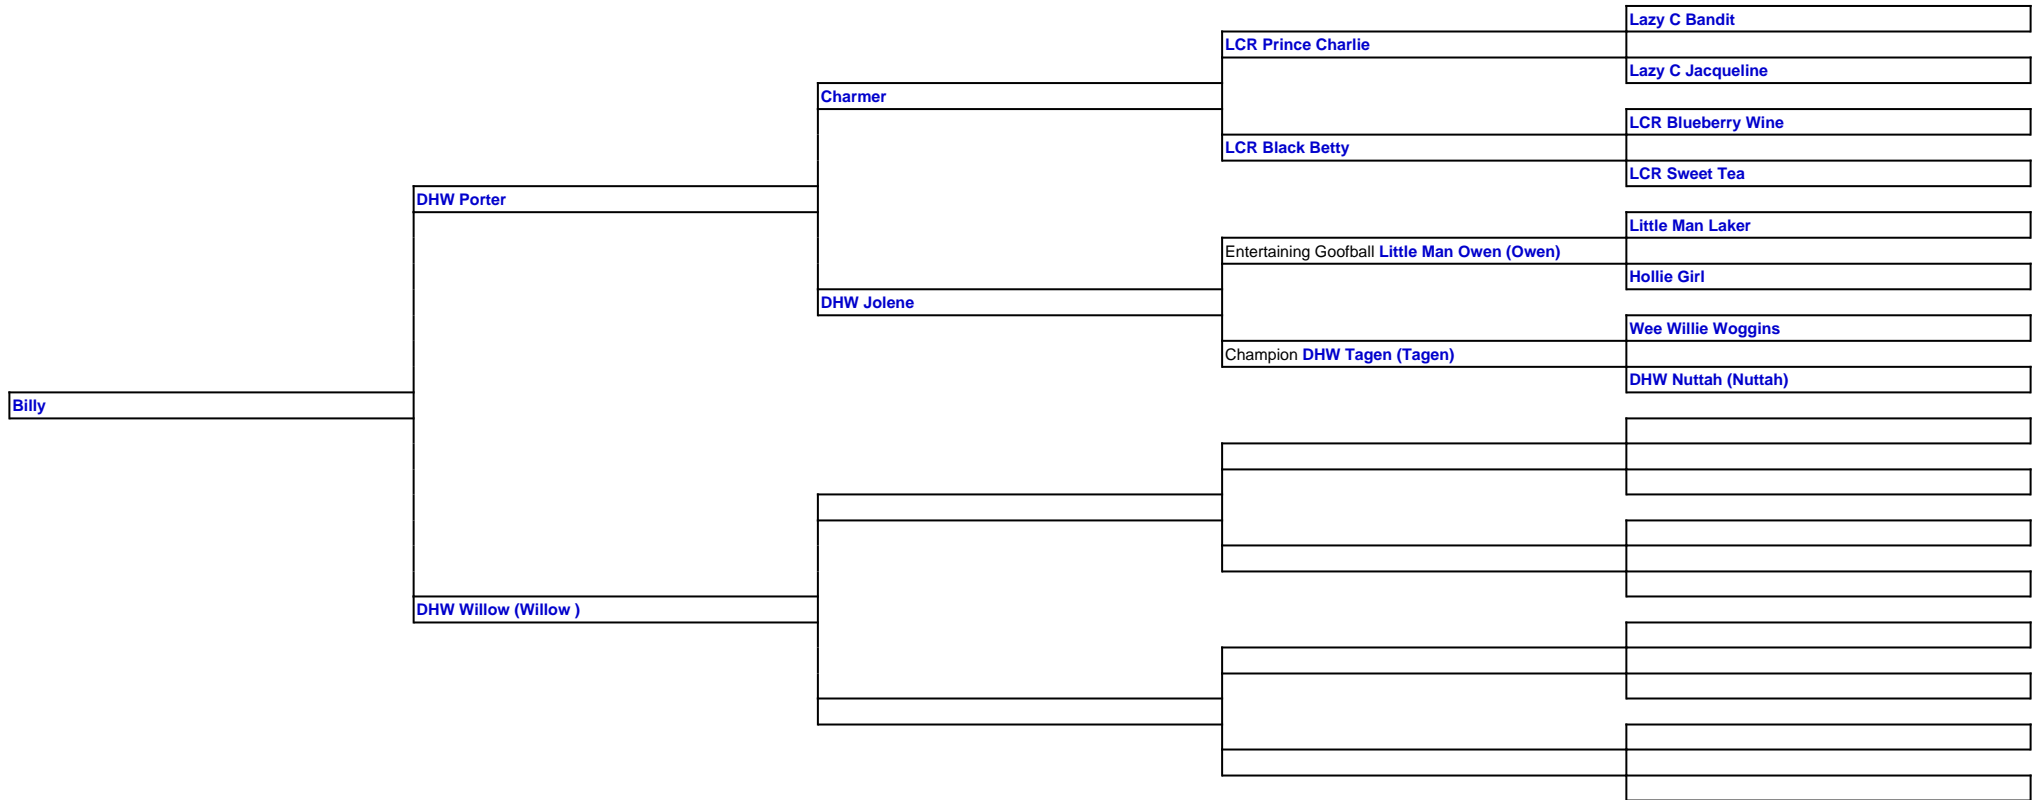 Lazy C Bandit
LCR Prince Charlie
Lazy C Jacqueline
Charmer
LCR Blueberry Wine
LCR Black Betty
LCR Sweet Tea
DHW Porter
Little Man Laker
Entertaining Goofball Little Man Owen (Owen)
Hollie Girl
DHW Jolene
Wee Willie Woggins
Champion DHW Tagen (Tagen)
DHW Nuttah (Nuttah)
Billy
DHW Willow (Willow )